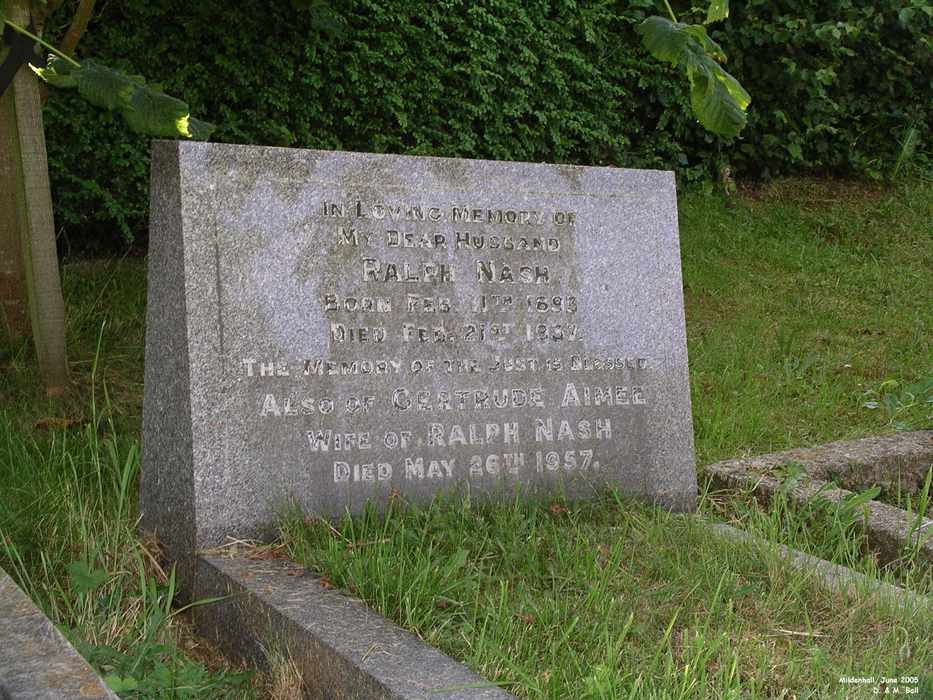 In Loving Memory of
My Dear Husband
Ralph Nash
Born Feb. 11th 1893
Died Feb. 21st 1937.
The Memory of the Just is Blessed.
Also of Gertrude Aimee
Wife of Ralph Nash
Died May 26th 1957.
Mildenhall, June 2005
D. & M. Ball